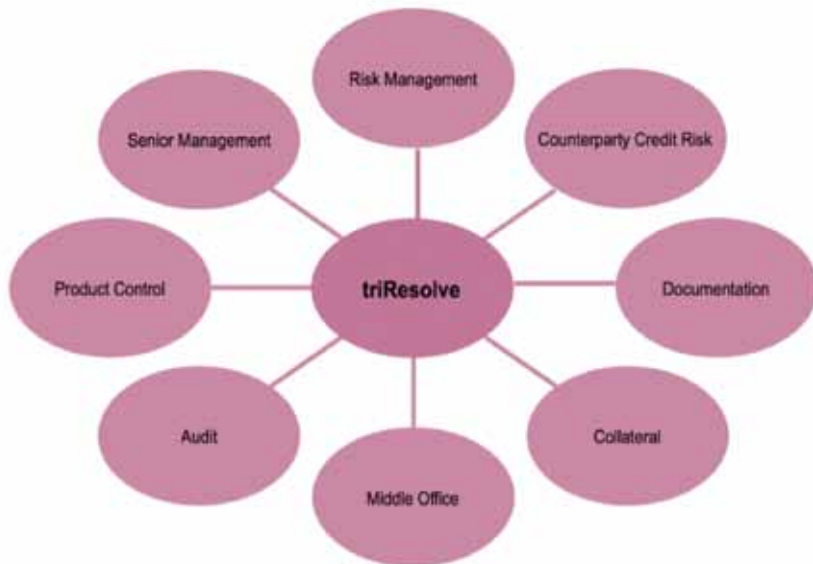 Risk Management
Senior Management
Counterparty Credit Risk
Product Control
triResolve
Documentation
Audit
Collateral
Middle Office